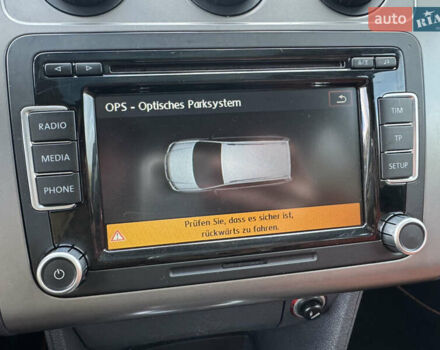 auto RIA
OPS - Optisches Parksystem
RADIO
MEDIA
PHONE
TIM
TP
SETUP
Prüfen Sie, dass es sicher ist,
rückwärts zu fahren.